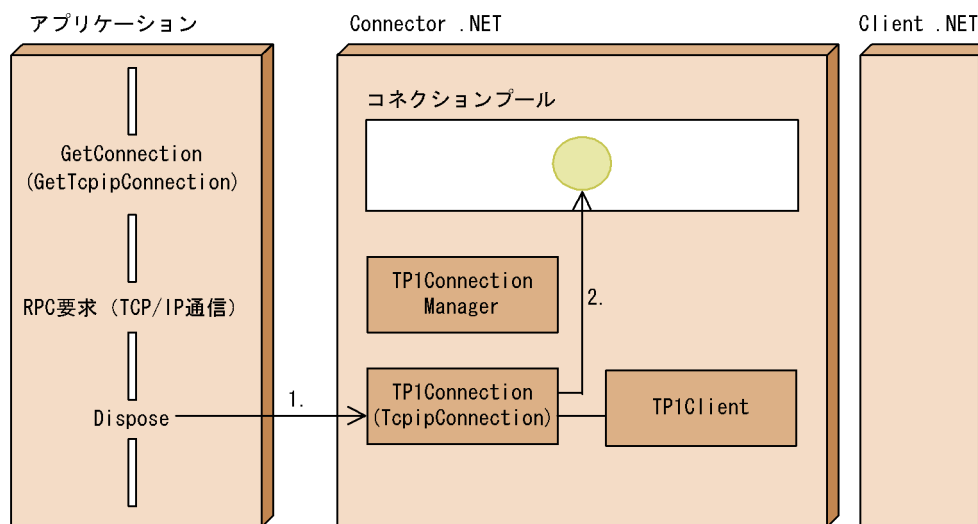 アプリケーション
Connector .NET
Client .NET
コネクションプール
GetConnection
(GetTcpipConnection)
TP1Connection
Manager
2.
RPC要求 (TCP/IP通信)
1.
Dispose
TP1Connection
(TcpipConnection)
TP1Client